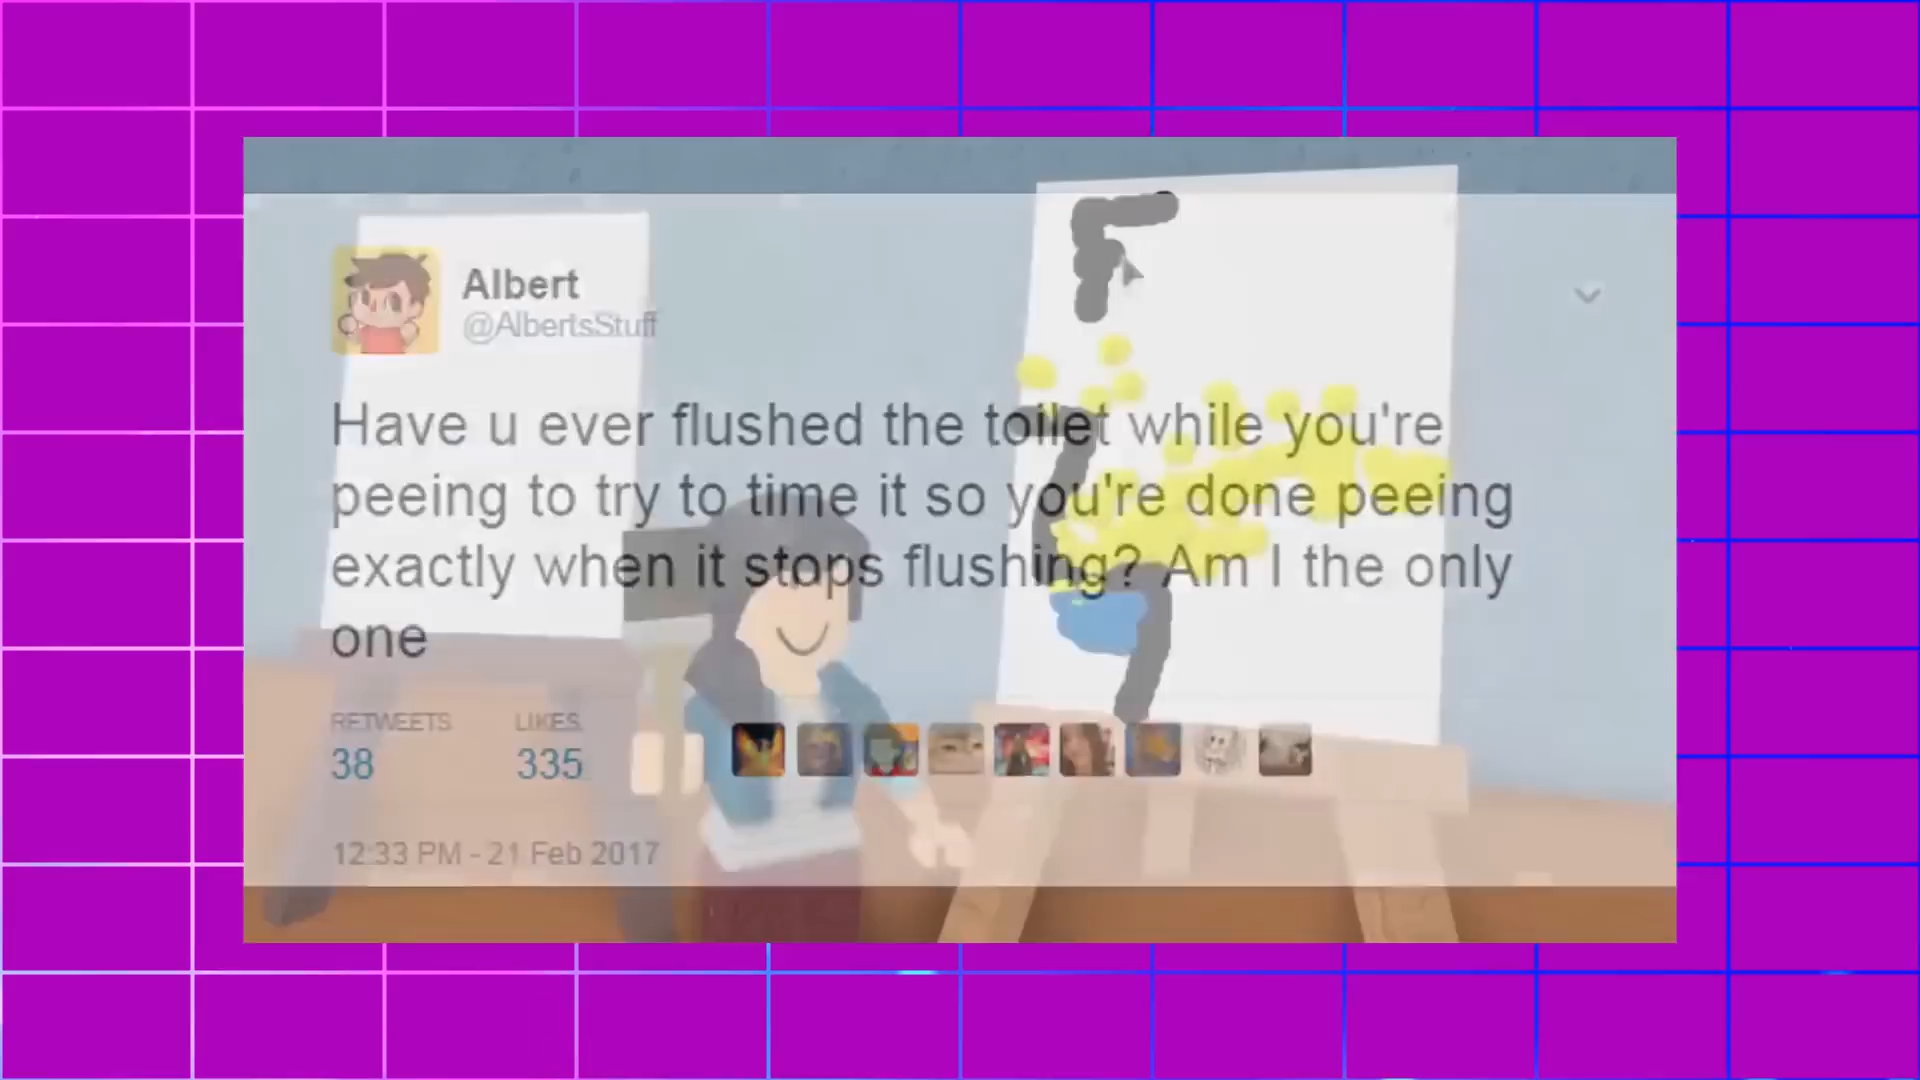 Albert
@AlbertsStuff
Have u ever flushed the toilet while you're
peeing to try to time it so you're done peeing
exactly when it stops flushing? Am I the only
one
RETWEETS LIKES
38 335
12:33 PM - 21 Feb 2017